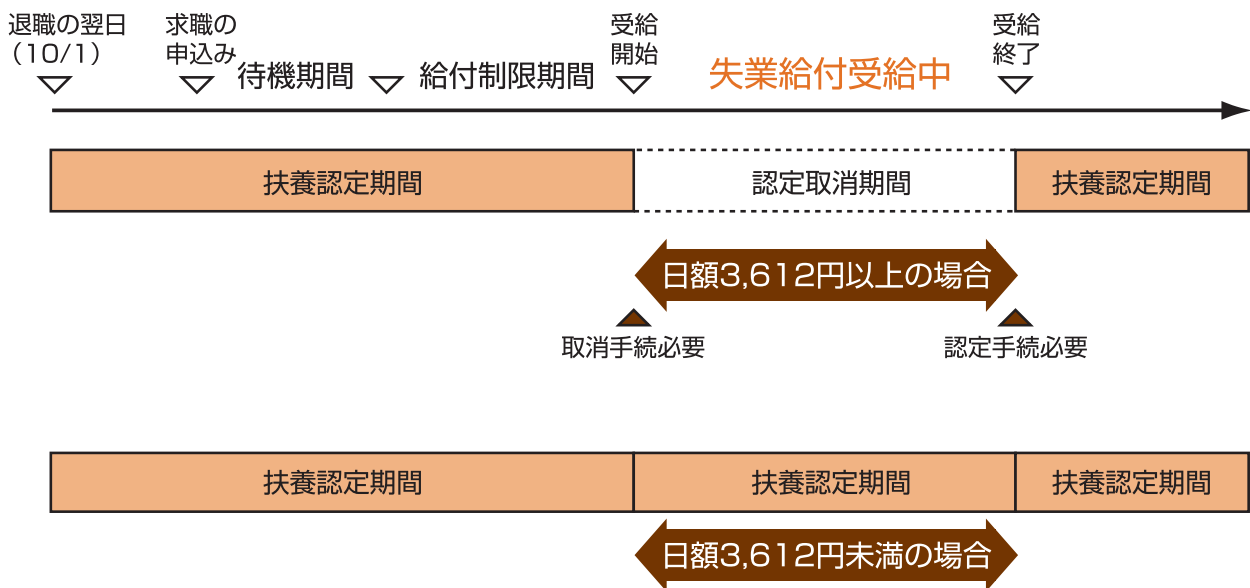 退職の翌日
（10/1）
求職の
申込み
待機期間
給付制限期間
受給
開始
失業給付受給中
受給
終了
扶養認定期間
認定取消期間
扶養認定期間
日額3,612円以上の場合
取消手続必要
認定手続必要
扶養認定期間
扶養認定期間
扶養認定期間
日額3,612円未満の場合